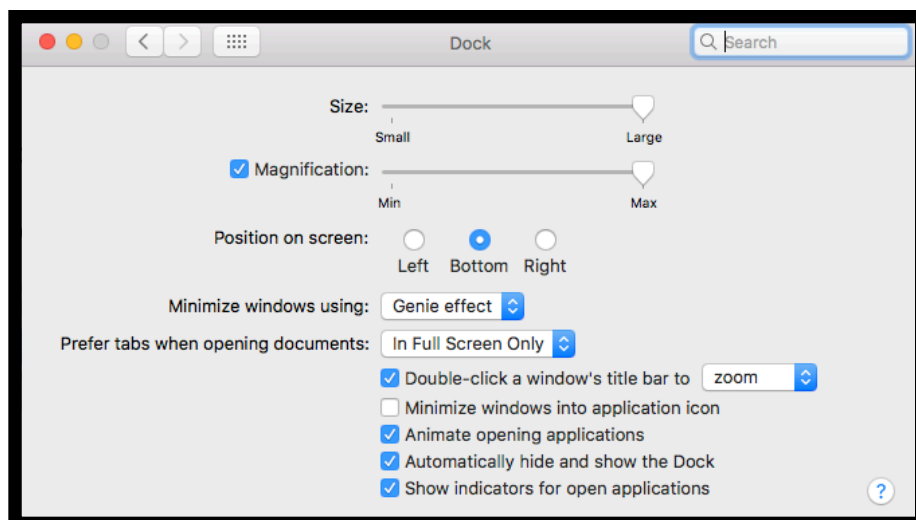 Dock
Search
Size:
Small Large
Magnification:
Min Max
Position on screen:
Left Bottom Right
Minimize windows using: Genie effect
Prefer tabs when opening documents: In Full Screen Only
Double-click a window's title bar to zoom
Minimize windows into application icon
Animate opening applications
Automatically hide and show the Dock
Show indicators for open applications
?